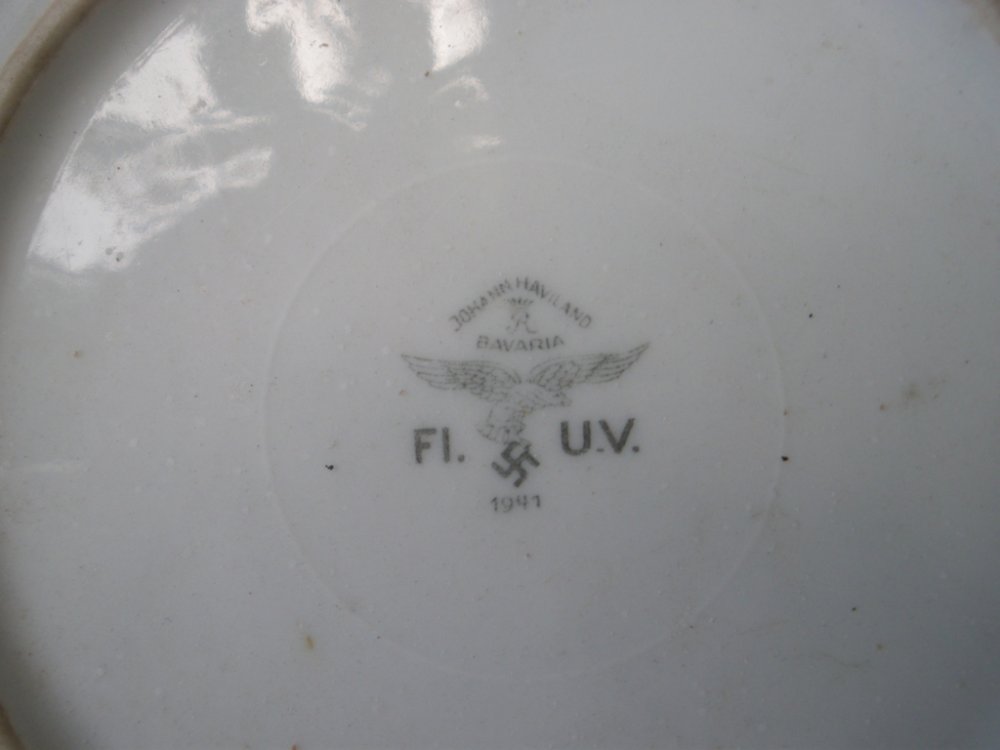 JOHANN HAVILAND
R
BAVARIA
Fl. U.V.
1941